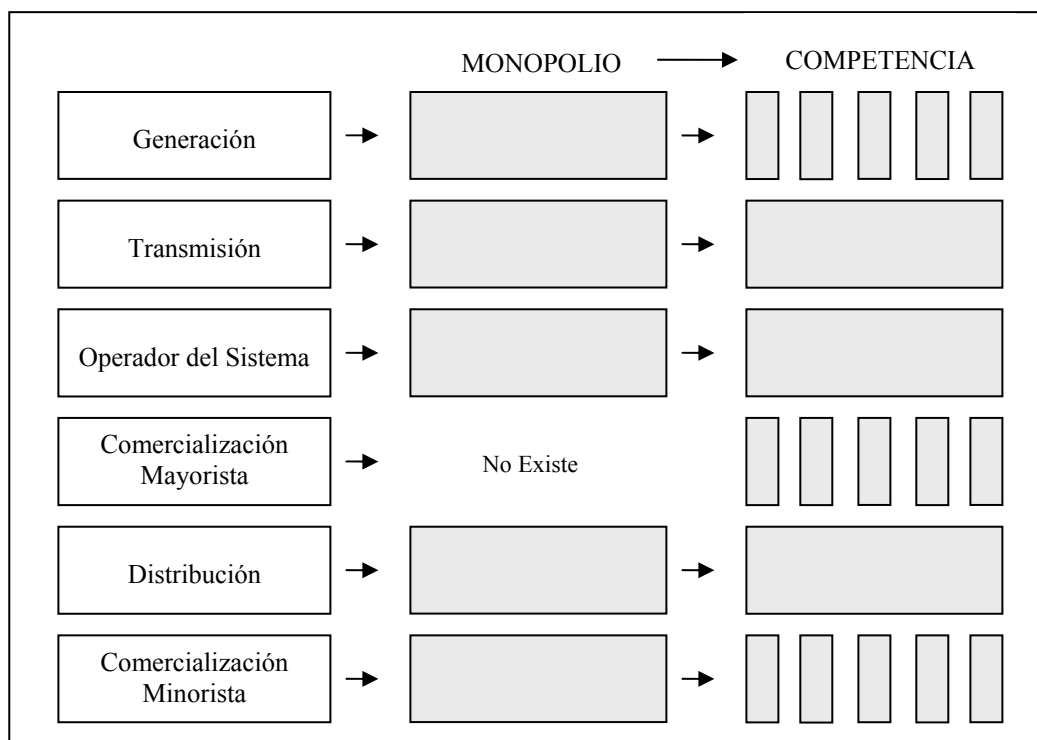 MONOPOLIO COMPETENCIA
Generación
Transmisión
Operador del Sistema
Comercialización
Mayorista
No Existe
Distribución
Comercialización
Minorista